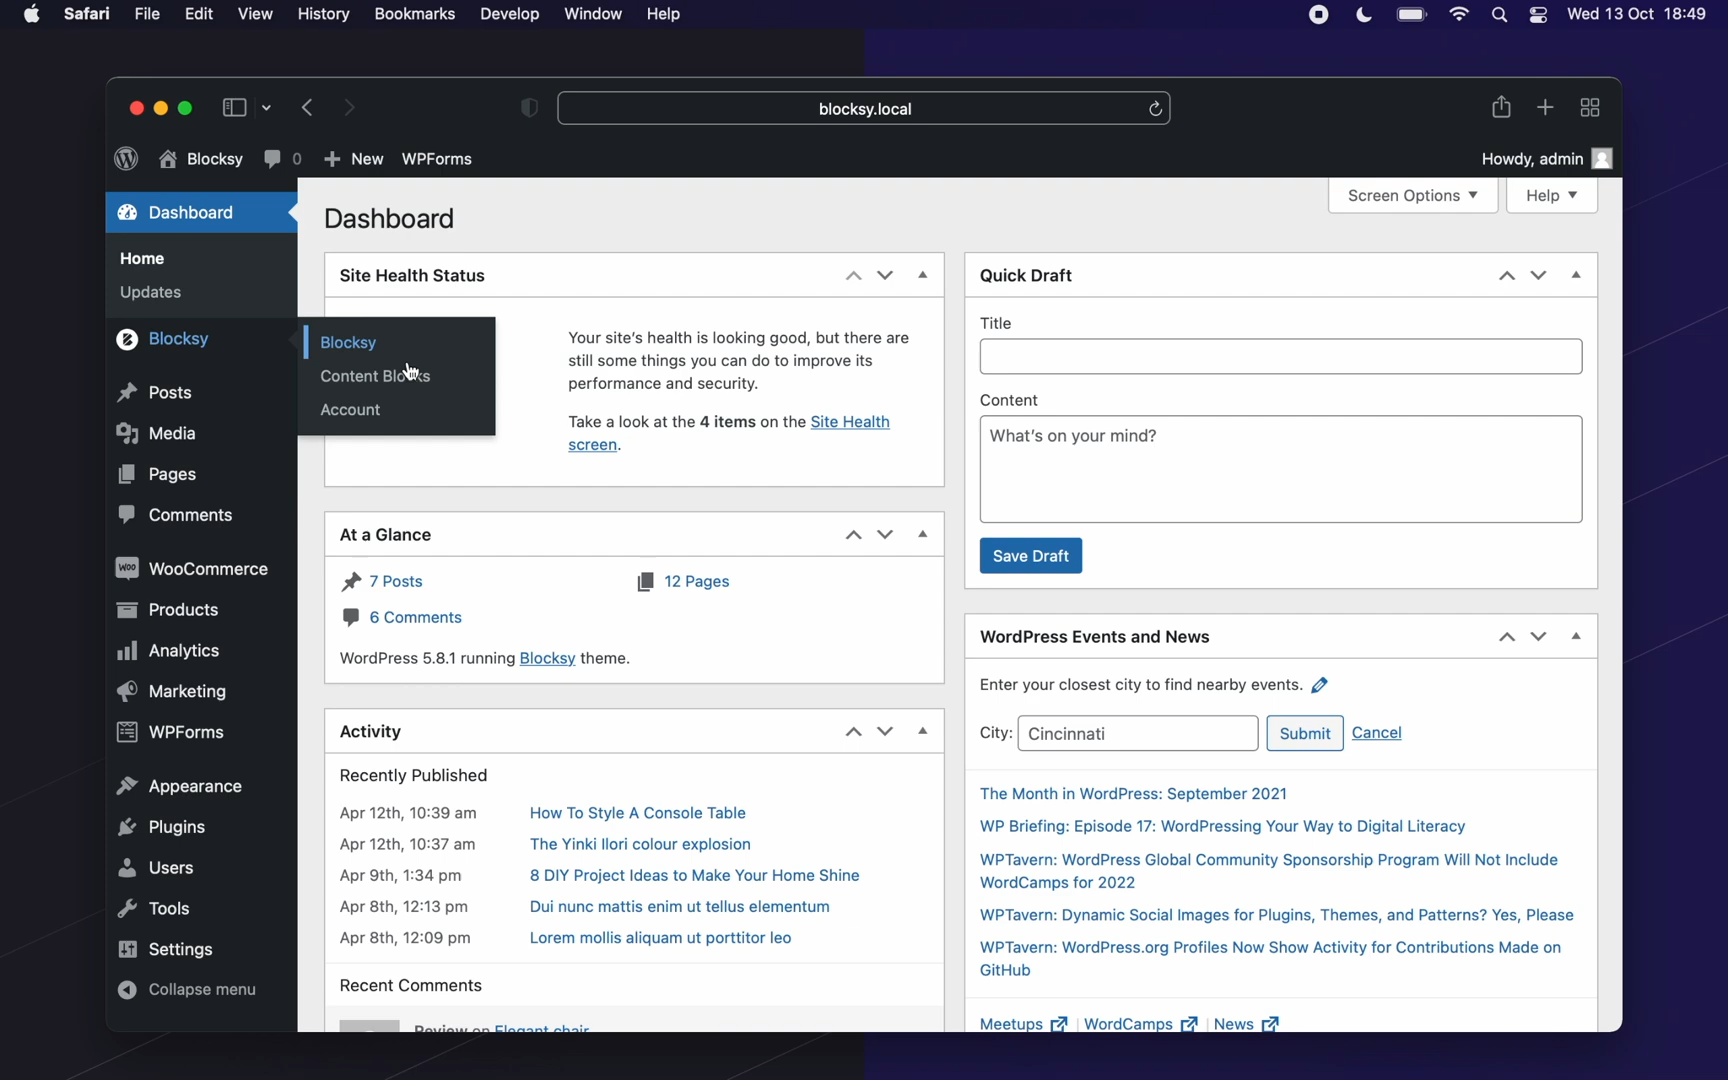 Safari File Edit View History Bookmarks Develop Window Help Wed 13 Oct 18:49
blocksy.local
Blocksy 0 New WPForms Howdy, admin
Screen Options Help
Dashboard
Home
Updates
Blocksy
Posts
Media
Pages
Comments
WOO WooCommerce
Products
Analytics
Marketing
WPForms
Appearance
Plugins
Users
Tools
Settings
Collapse menu
Blocksy
Content
Account
Dashboard
Site Health Status
Your site's health is looking good, but there are
still some things you can do to improve its
performance and security.
Take a look at the 4 items on the Site Health
screen.
At a Glance
7 Posts 12 Pages
6 Comments
WordPress 5.8.1 running Blocksy theme.
Activity
Recently Published
Apr 12th, 10:39 am How To Style A Console Table
Apr 12th, 10:37 am The Yinki Ilori colour explosion
Apr 9th, 1:34 pm 8 DIY Project Ideas to Make Your Home Shine
Apr 8th, 12:13 pm Dui nunc mattis enim ut tellus elementum
Apr 8th, 12:09 pm Lorem mollis aliquam ut porttitor leo
Recent Comments
Review on Elegant chair
Quick Draft
Title
Content
What's on your mind?
Save Draft
WordPress Events and News
Enter your closest city to find nearby events.
City: Cincinnati Submit Cancel
The Month in WordPress: September 2021
WP Briefing: Episode 17: WordPressing Your Way to Digital Literacy
WPTavern: WordPress Global Community Sponsorship Program Will Not Include
WordCamps for 2022
WPTavern: Dynamic Social Images for Plugins, Themes, and Patterns? Yes, Please
WPTavern: WordPress.org Profiles Now Show Activity for Contributions Made on
GitHub
Meetups | WordCamps | News